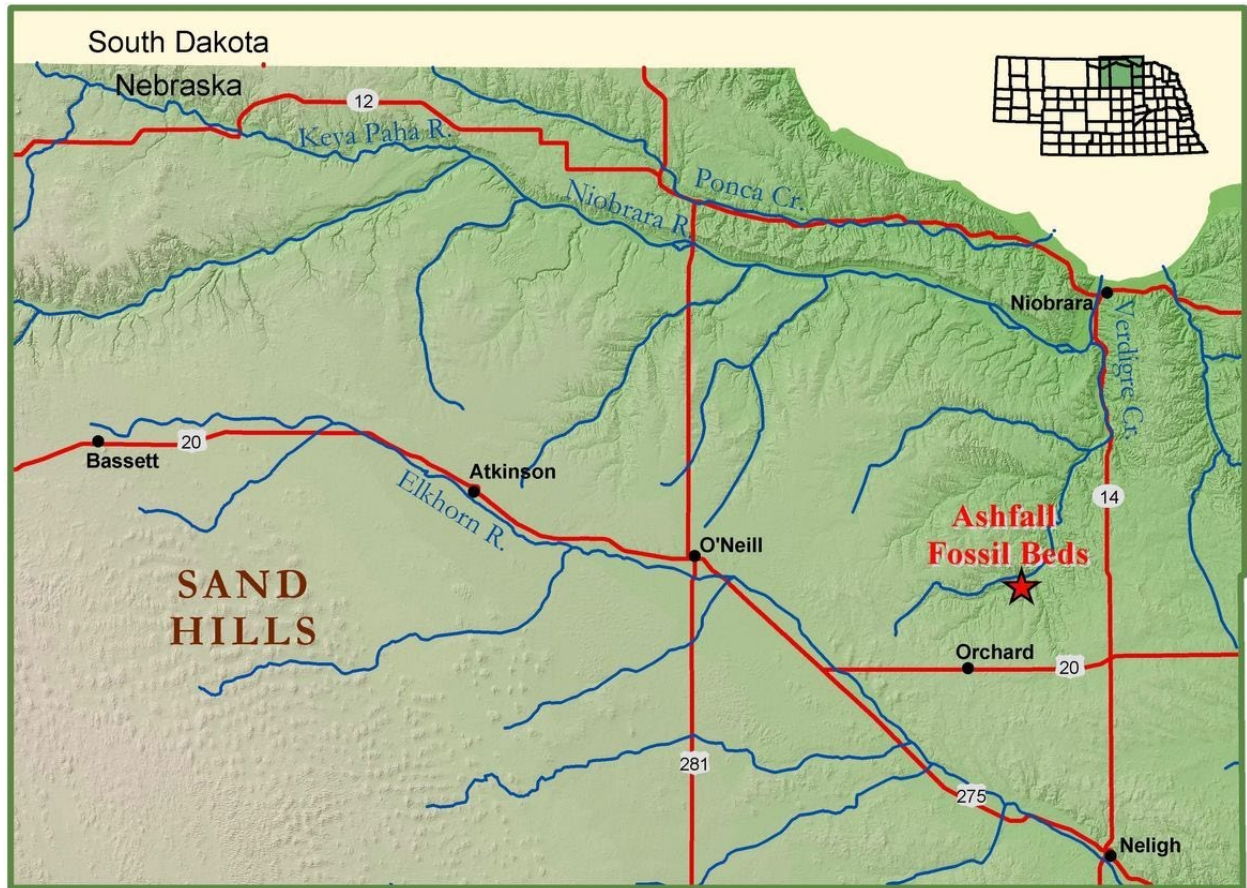 South Dakota
Nebraska
12
Keya Paha R.
Niobrara R.
Ponca Cr.
Niobrara
Verdigre Cr.
20
Bassett
Atkinson
Elkhorn R.
14
Ashfall
Fossil Beds
O'Neill
SAND
HILLS
Orchard
20
281
275
Neligh